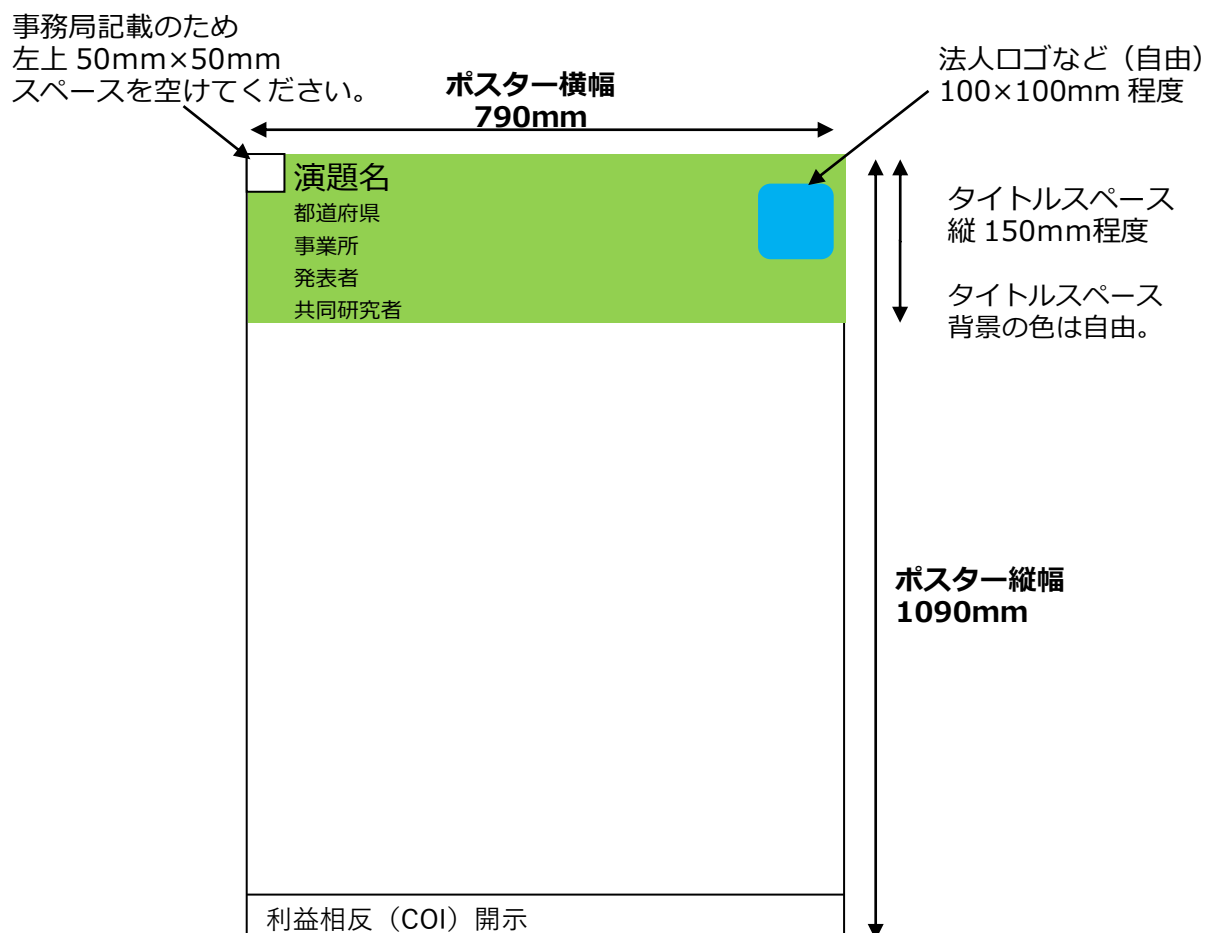 事務局記載のため
左上 50mm×50mm
スペースを空けてください。
ポスター横幅
790mm
法人ロゴなど（自由）
100×100mm 程度
演題名
都道府県
事業所
発表者
共同研究者
タイトルスペース
縦 150mm程度
タイトルスペース
背景の色は自由。
ポスター縦幅
1090mm
利益相反（COI）開示